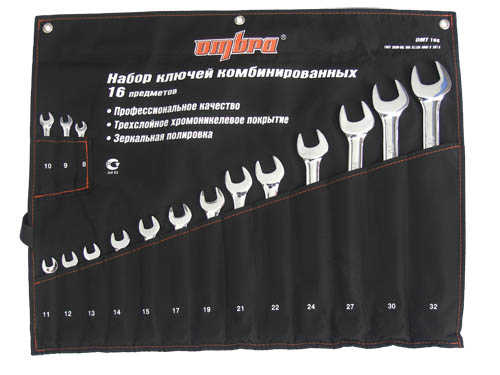 ombra®
OMT 16S
Набор ключей комбинированных
16 предметов
• Профессиональное качество
• Трехслойное хромоникелевое покрытие
• Зеркальная полировка
10 9 8
11 12 13 14 15 17 19 21 22 24 27 30 32